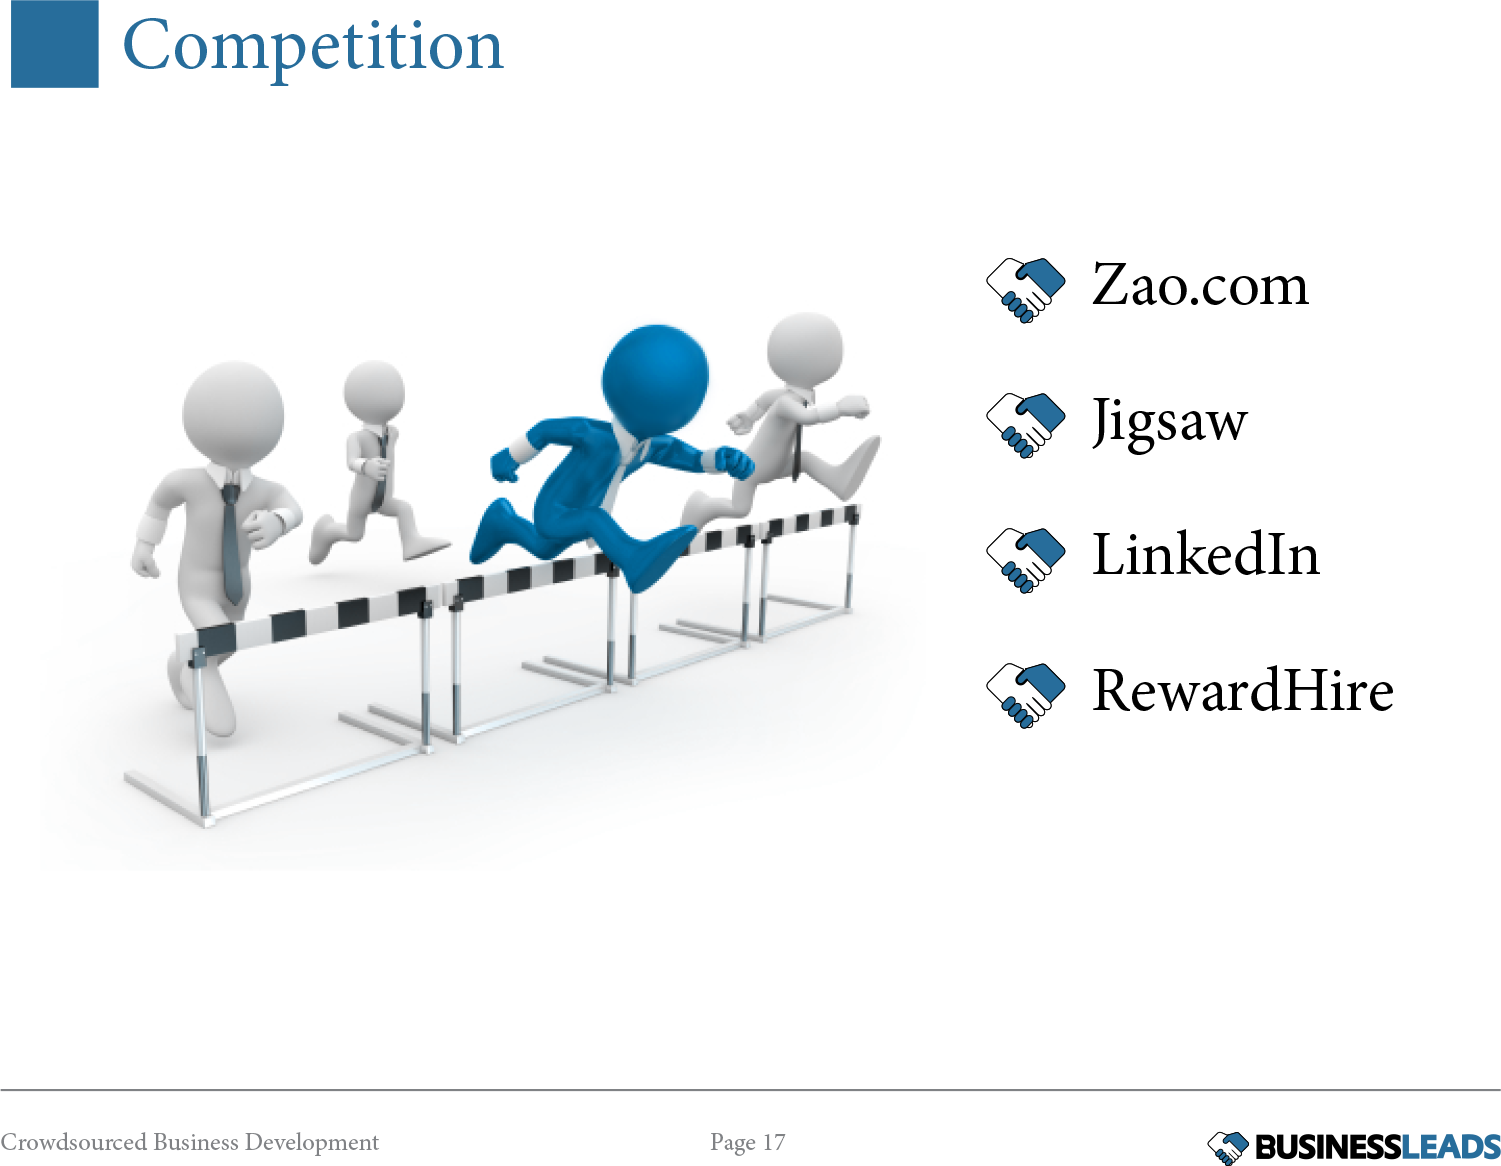 Competition
Zao.com
Jigsaw
LinkedIn
RewardHire
Crowdsourced Business Development
Page 17
BUSINESSLEADS